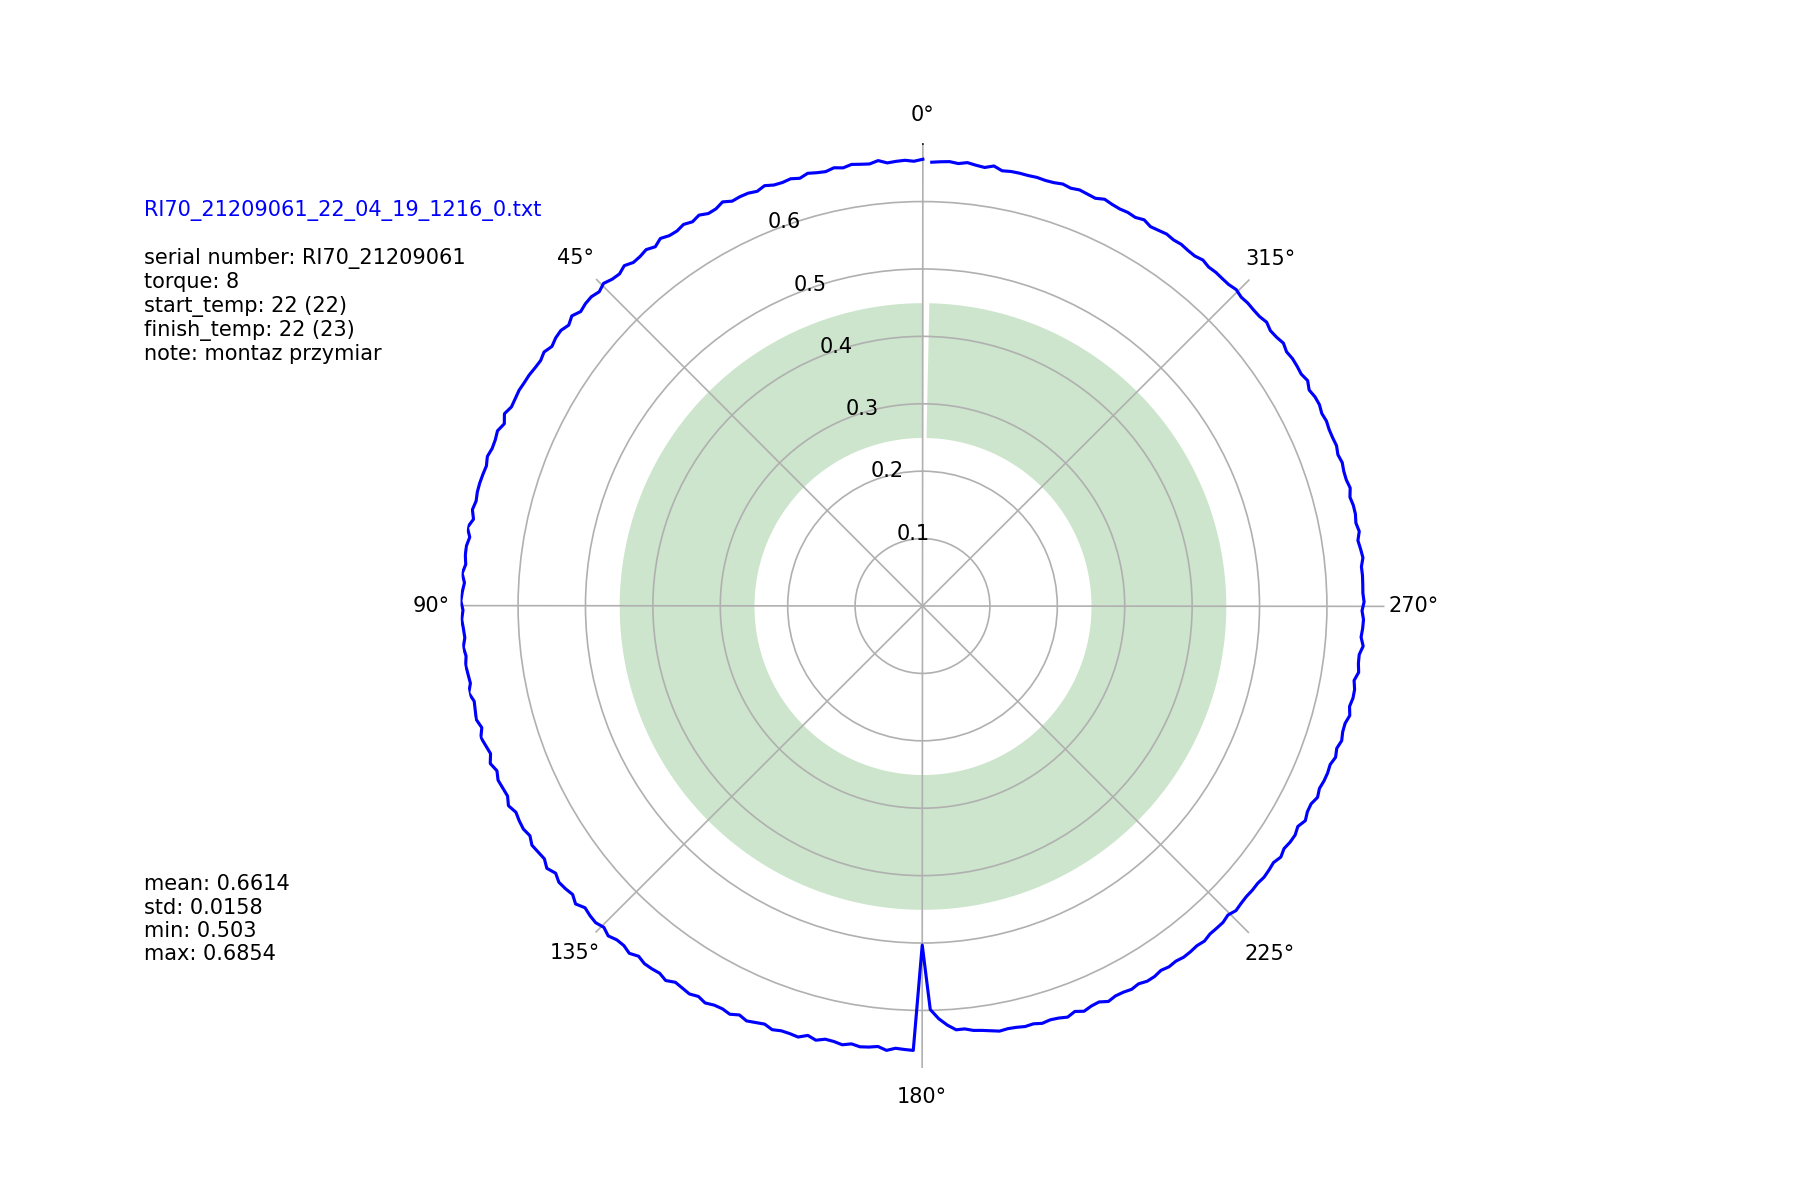 0°
RI70_21209061_22_04_19_1216_0.txt
0.6
serial number: RI70_21209061
45°
315°
torque: 8
0.5
start_temp: 22 (22)
finish_temp: 22 (23)
0.4
note: montaz przymiar
0.3
0.2
0.1
90°
270°
mean: 0.6614
std: 0.0158
min: 0.503
max: 0.6854
135°
225°
180°